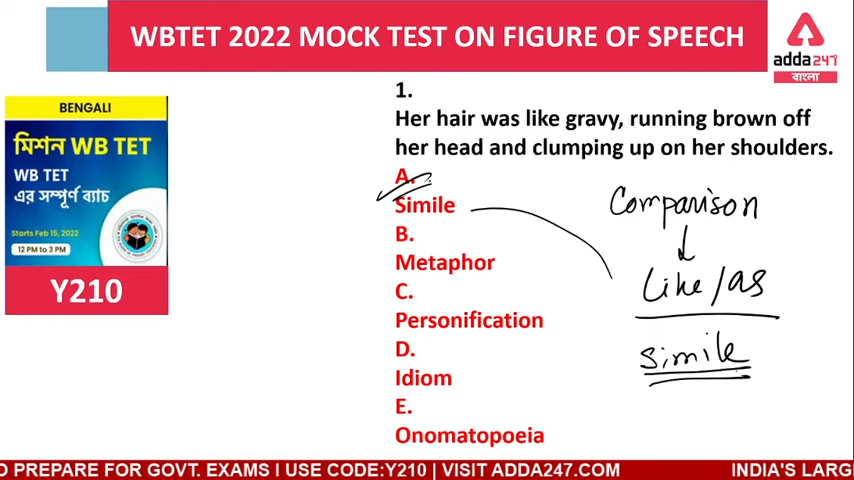 WBTET 2022 MOCK TEST ON FIGURE OF SPEECH
adda247
বাংলা
BENGALI
মিশন WB TET
WB TET
এর সম্পূর্ণ ব্যাচ
Starts Feb 15, 2022
12 PM to 3 PM
Y210
1.
Her hair was like gravy, running brown off
her head and clumping up on her shoulders.
A.
Simile
B.
Metaphor
C.
Personification
D.
Idiom
E.
Onomatopoeia
Comparison
Like/as
simile
O PREPARE FOR GOVT. EXAMS I USE CODE:Y210 | VISIT ADDA247.COM
INDIA'S LARG